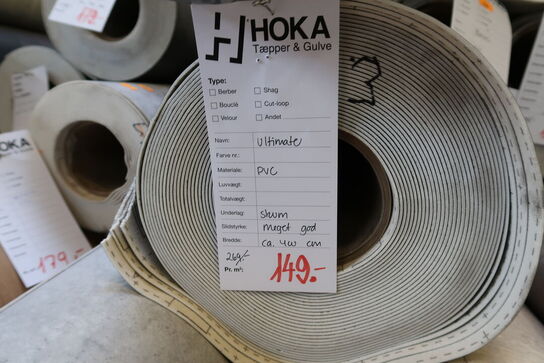 HOKA
Tæpper & Gulve
Type:
Berber Shag
Bouclé Cut-loop
Velour Andet
Navn: Ultimate
Farve nr.:
Materiale: PVC
Luvvægt:
Totalvægt:
Underlag: skum
Slidstyrke: meget god
Bredde: ca. 400 cm
269.-
Pr. m²: 149.-
HOKA
179.-
179.-